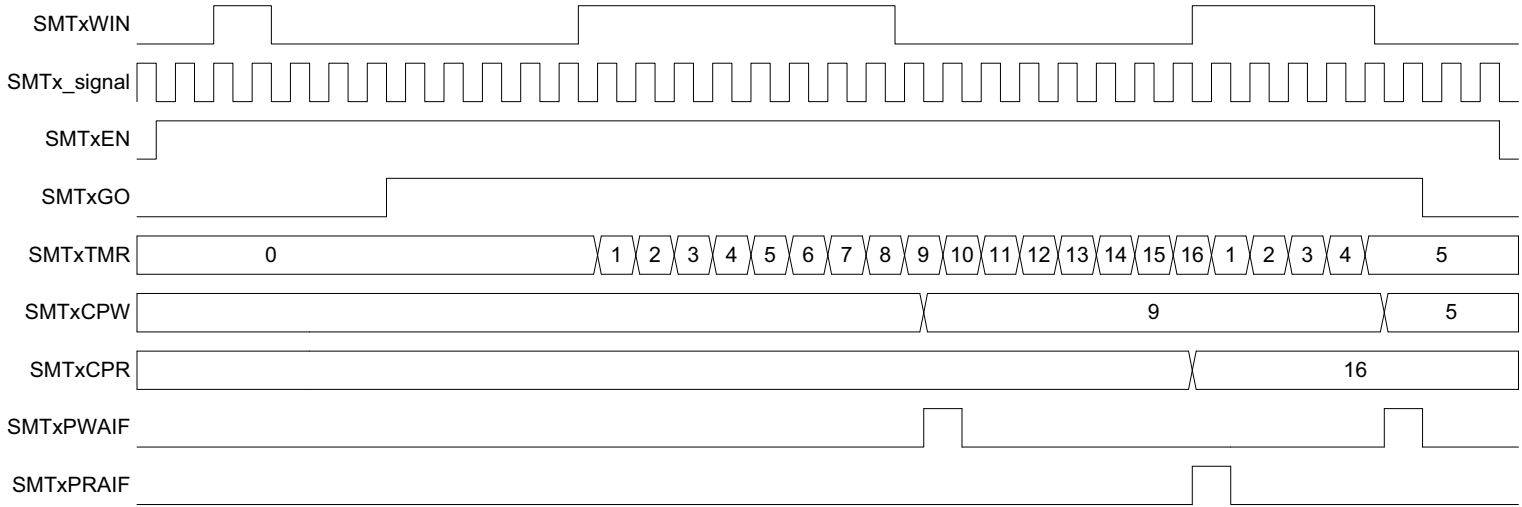 SMTxWIN
SMTx_signal
SMTxEN
SMTxGO
SMTxTMR 0 1 2 3 4 5 6 7 8 9 10 11 12 13 14 15 16 1 2 3 4 5
SMTxCPW 9 5
SMTxCPR 16
SMTxPWAIF
SMTxPRAIF